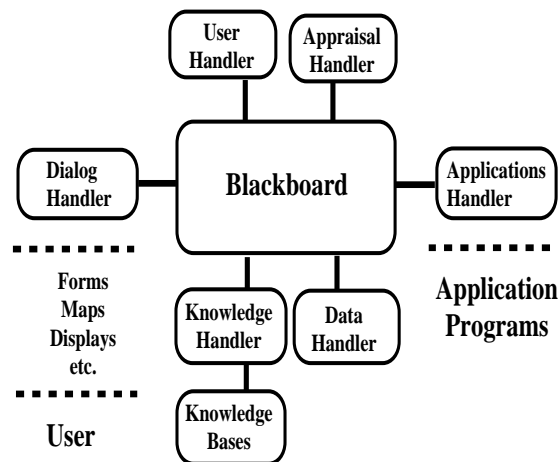 User
Handler
Appraisal
Handler
Dialog
Handler
Blackboard
Applications
Handler
Forms
Maps
Displays
etc.
Knowledge
Handler
Data
Handler
Application
Programs
User
Knowledge
Bases